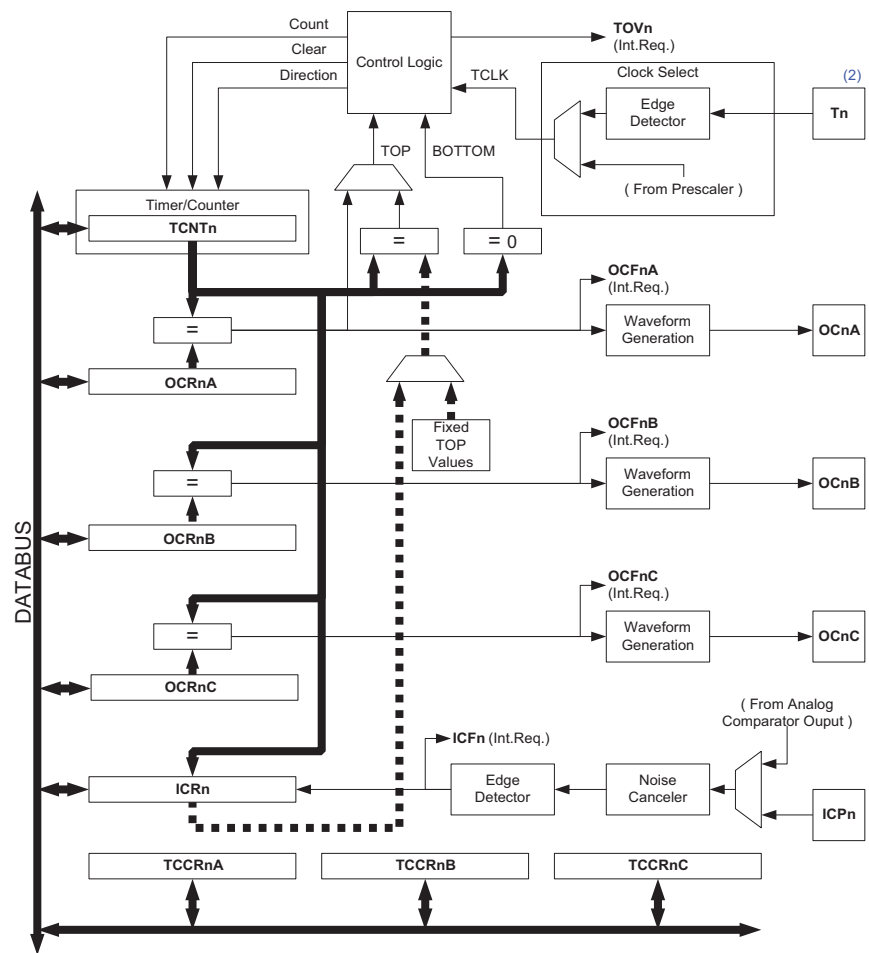 Count
Clear
Direction
Control Logic
TOVn
(Int.Req.)
TCLK
Clock Select
Edge
Detector
(2)
Tn
( From Prescaler )
TOP
BOTTOM
Timer/Counter
TCNTn
=
= 0
=
OCRnA
OCFnA
(Int.Req.)
Waveform
Generation
OCnA
Fixed
TOP
Values
=
OCRnB
OCFnB
(Int.Req.)
Waveform
Generation
OCnB
DATABUS
=
OCRnC
OCFnC
(Int.Req.)
Waveform
Generation
OCnC
( From Analog
Comparator Ouput )
ICFn (Int.Req.)
ICRn
Edge
Detector
Noise
Canceler
ICPn
TCCRnA
TCCRnB
TCCRnC